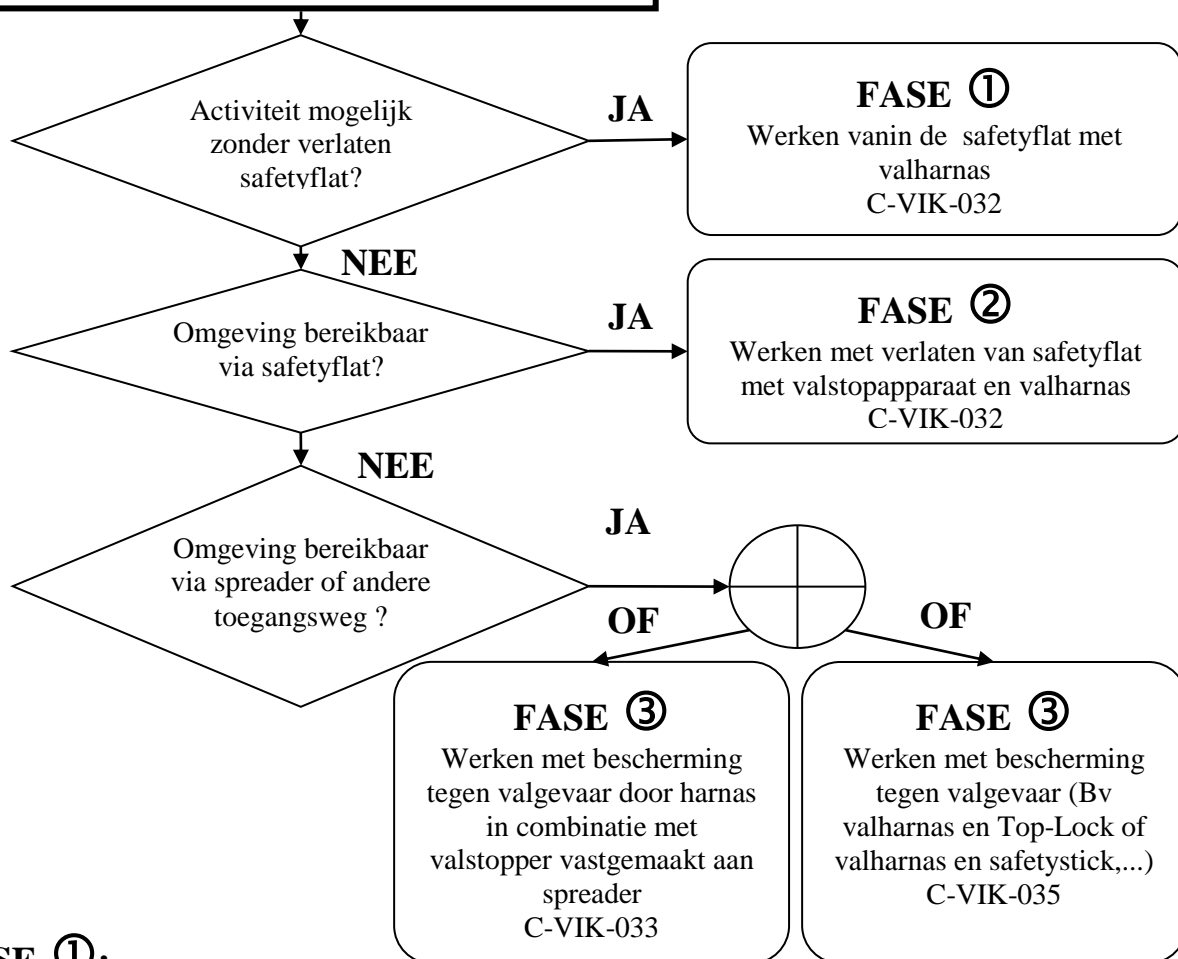 Activiteit mogelijk
zonder verlaten
safetyflat?
JA
FASE ①
Werken vanin de safetyflat met
valharnas
C-VIK-032
NEE
Omgeving bereikbaar
via safetyflat?
JA
FASE ②
Werken met verlaten van safetyflat
met valstopapparaat en valharnas
C-VIK-032
NEE
Omgeving bereikbaar
via spreader of andere
toegangsweg ?
JA
OF
OF
FASE ③
Werken met bescherming
tegen valgevaar door harnas
in combinatie met
valstopper vastgemaakt aan
spreader
C-VIK-033
FASE ③
Werken met bescherming
tegen valgevaar (Bv
valharnas en Top-Lock of
valharnas en safetystick,...)
C-VIK-035
SE ①: